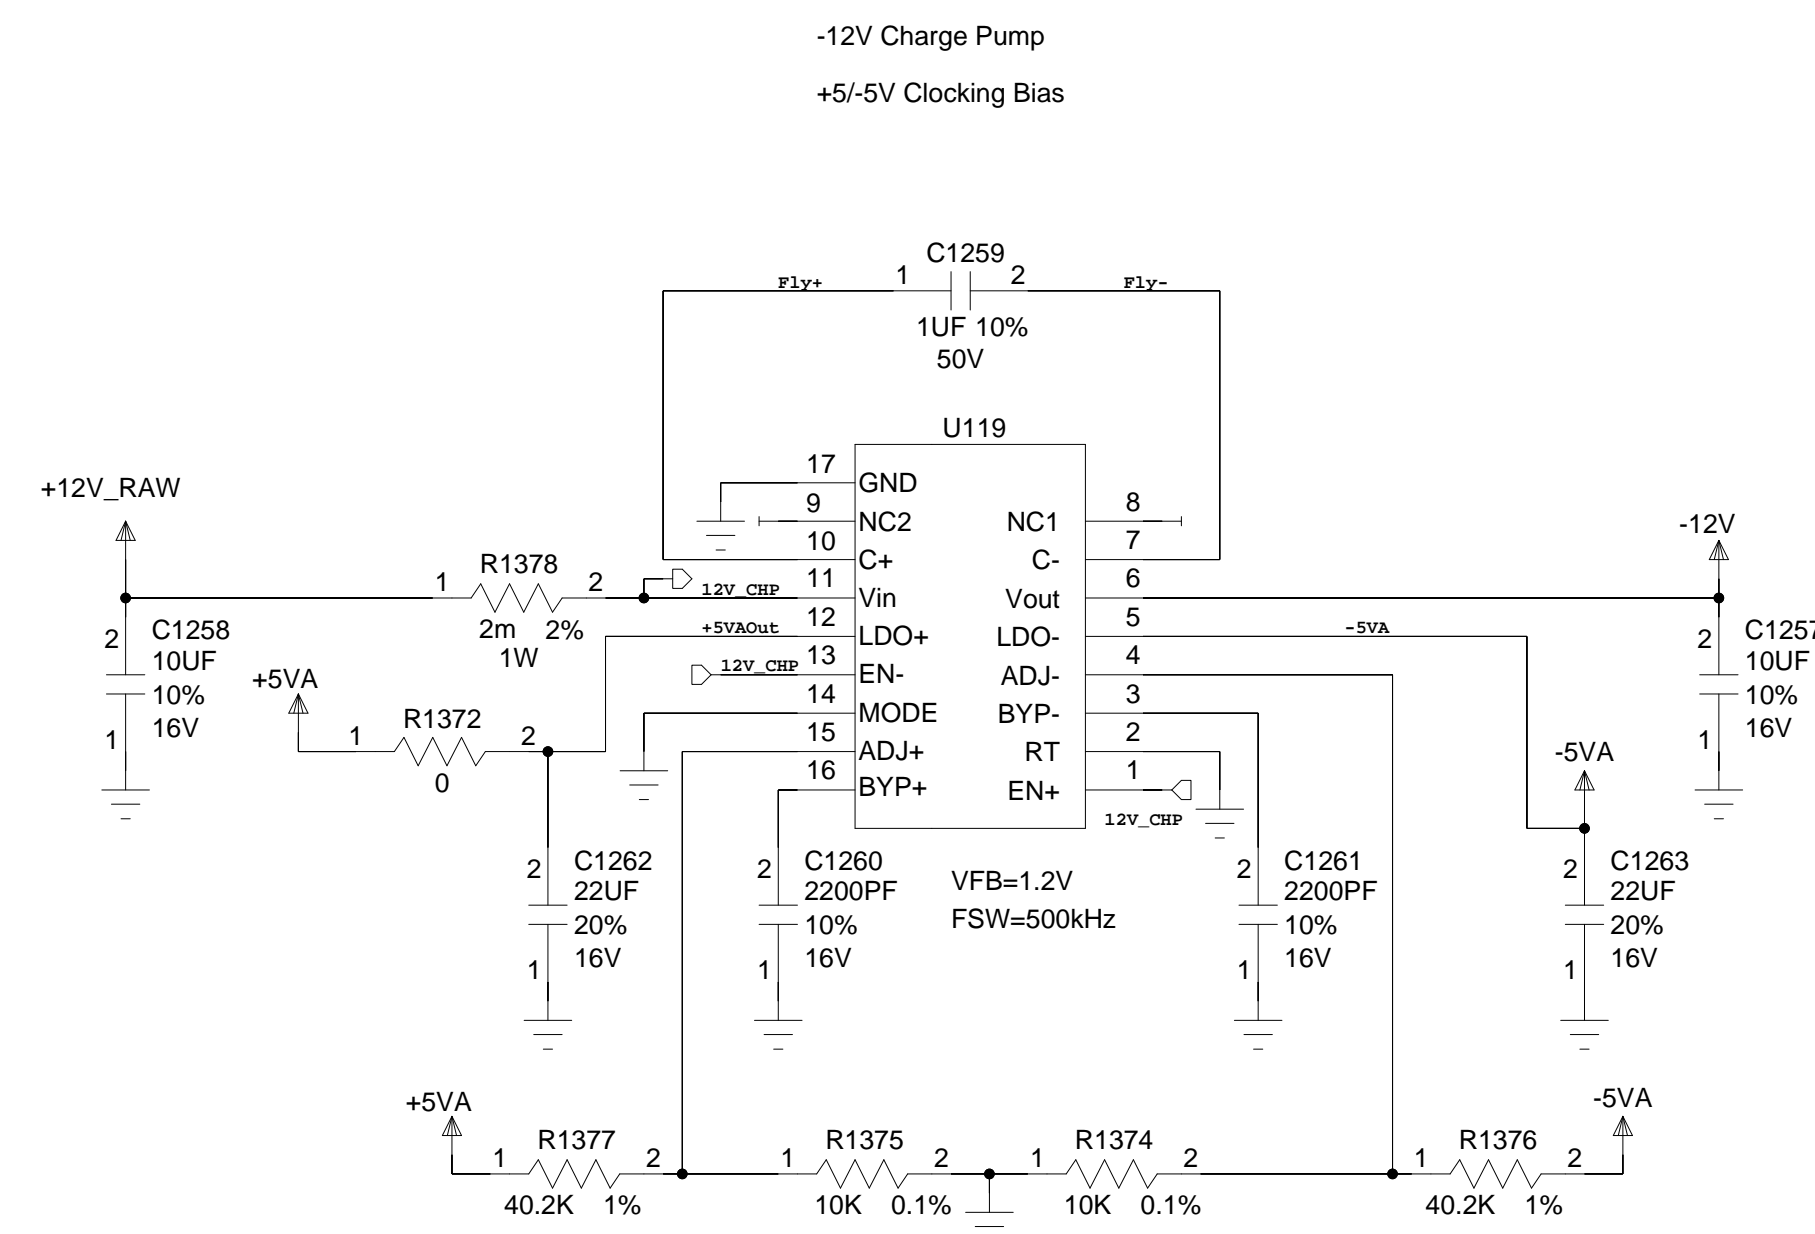 -12V Charge Pump
+5/-5V Clocking Bias
C1259
Fly+ 1 2 Fly-
1UF 10%
50V
U119
17 GND
9 NC2 NC1 8
10 C+ C- 7
+12V_RAW
-12V
1 R1378 2
2m 2%
1W
12V_CHP 11 Vin Vout 6
+5VAOut 12 LDO+ LDO- 5 -5VA
12V_CHP 13 EN- ADJ- 4
14 MODE BYP- 3
15 ADJ+ RT 2
16 BYP+ EN+ 1
12V_CHP
2 C1258
10UF
10%
16V
1
+5VA
1 R1372 2
0
2 C1257
10UF
10%
16V
1
-5VA
2 C1262
22UF
20%
16V
1
2 C1260
2200PF
10%
16V
1
VFB=1.2V
FSW=500kHz
2 C1261
2200PF
10%
16V
1
2 C1263
22UF
20%
16V
1
+5VA
-5VA
1 R1377 2 1 R1375 2 1 R1374 2 1 R1376 2
40.2K 1% 10K 0.1% 10K 0.1% 40.2K 1%